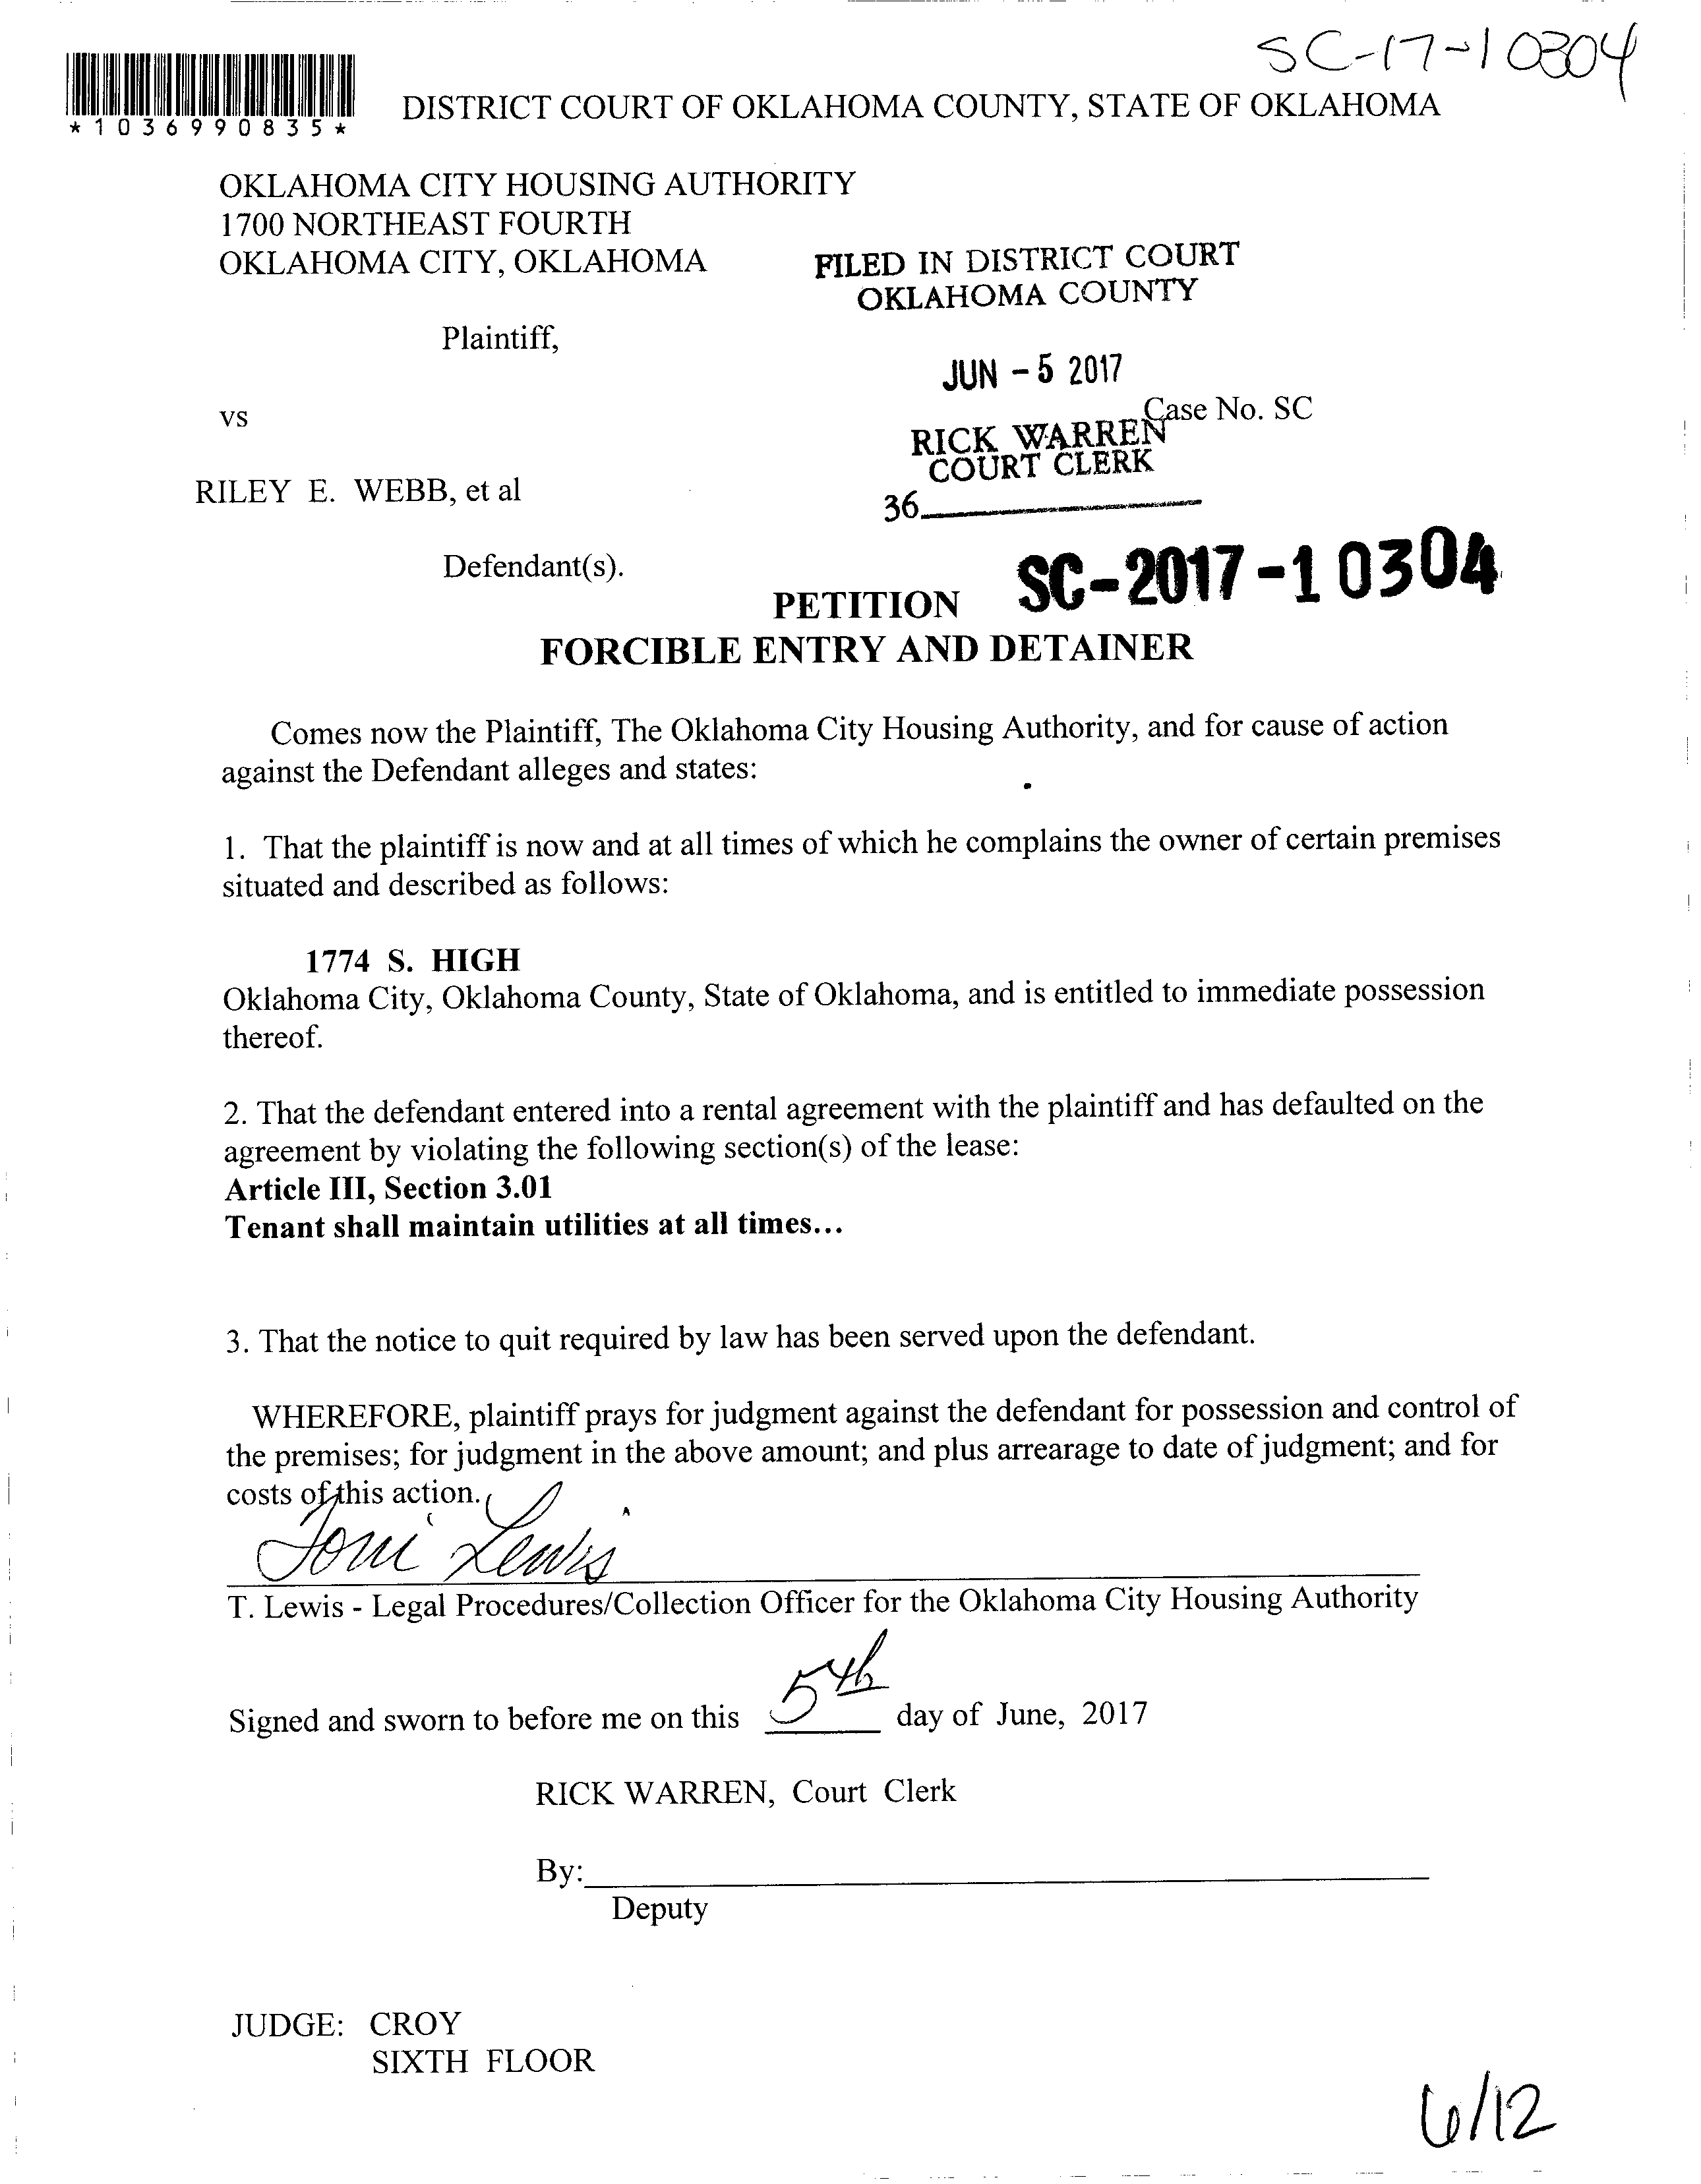 SC-17-10304
*1036990835*
DISTRICT COURT OF OKLAHOMA COUNTY, STATE OF OKLAHOMA
OKLAHOMA CITY HOUSING AUTHORITY
1700 NORTHEAST FOURTH
OKLAHOMA CITY, OKLAHOMA
FILED IN DISTRICT COURT
OKLAHOMA COUNTY
Plaintiff,
JUN - 5 2017
vs
Case No. SC
RICK WARREN
COURT CLERK
RILEY E. WEBB, et al
36
Defendant(s).
SC-2017-10304
PETITION
FORCIBLE ENTRY AND DETAINER
Comes now the Plaintiff, The Oklahoma City Housing Authority, and for cause of action
against the Defendant alleges and states:
1. That the plaintiff is now and at all times of which he complains the owner of certain premises
situated and described as follows:
1774 S. HIGH
Oklahoma City, Oklahoma County, State of Oklahoma, and is entitled to immediate possession
thereof.
2. That the defendant entered into a rental agreement with the plaintiff and has defaulted on the
agreement by violating the following section(s) of the lease:
Article III, Section 3.01
Tenant shall maintain utilities at all times...
3. That the notice to quit required by law has been served upon the defendant.
WHEREFORE, plaintiff prays for judgment against the defendant for possession and control of
the premises; for judgment in the above amount; and plus arrearage to date of judgment; and for
costs of this action.
Toni Lewis
T. Lewis - Legal Procedures/Collection Officer for the Oklahoma City Housing Authority
Signed and sworn to before me on this 5th day of June, 2017
RICK WARREN, Court Clerk
By:
Deputy
JUDGE: CROY
SIXTH FLOOR
6/12